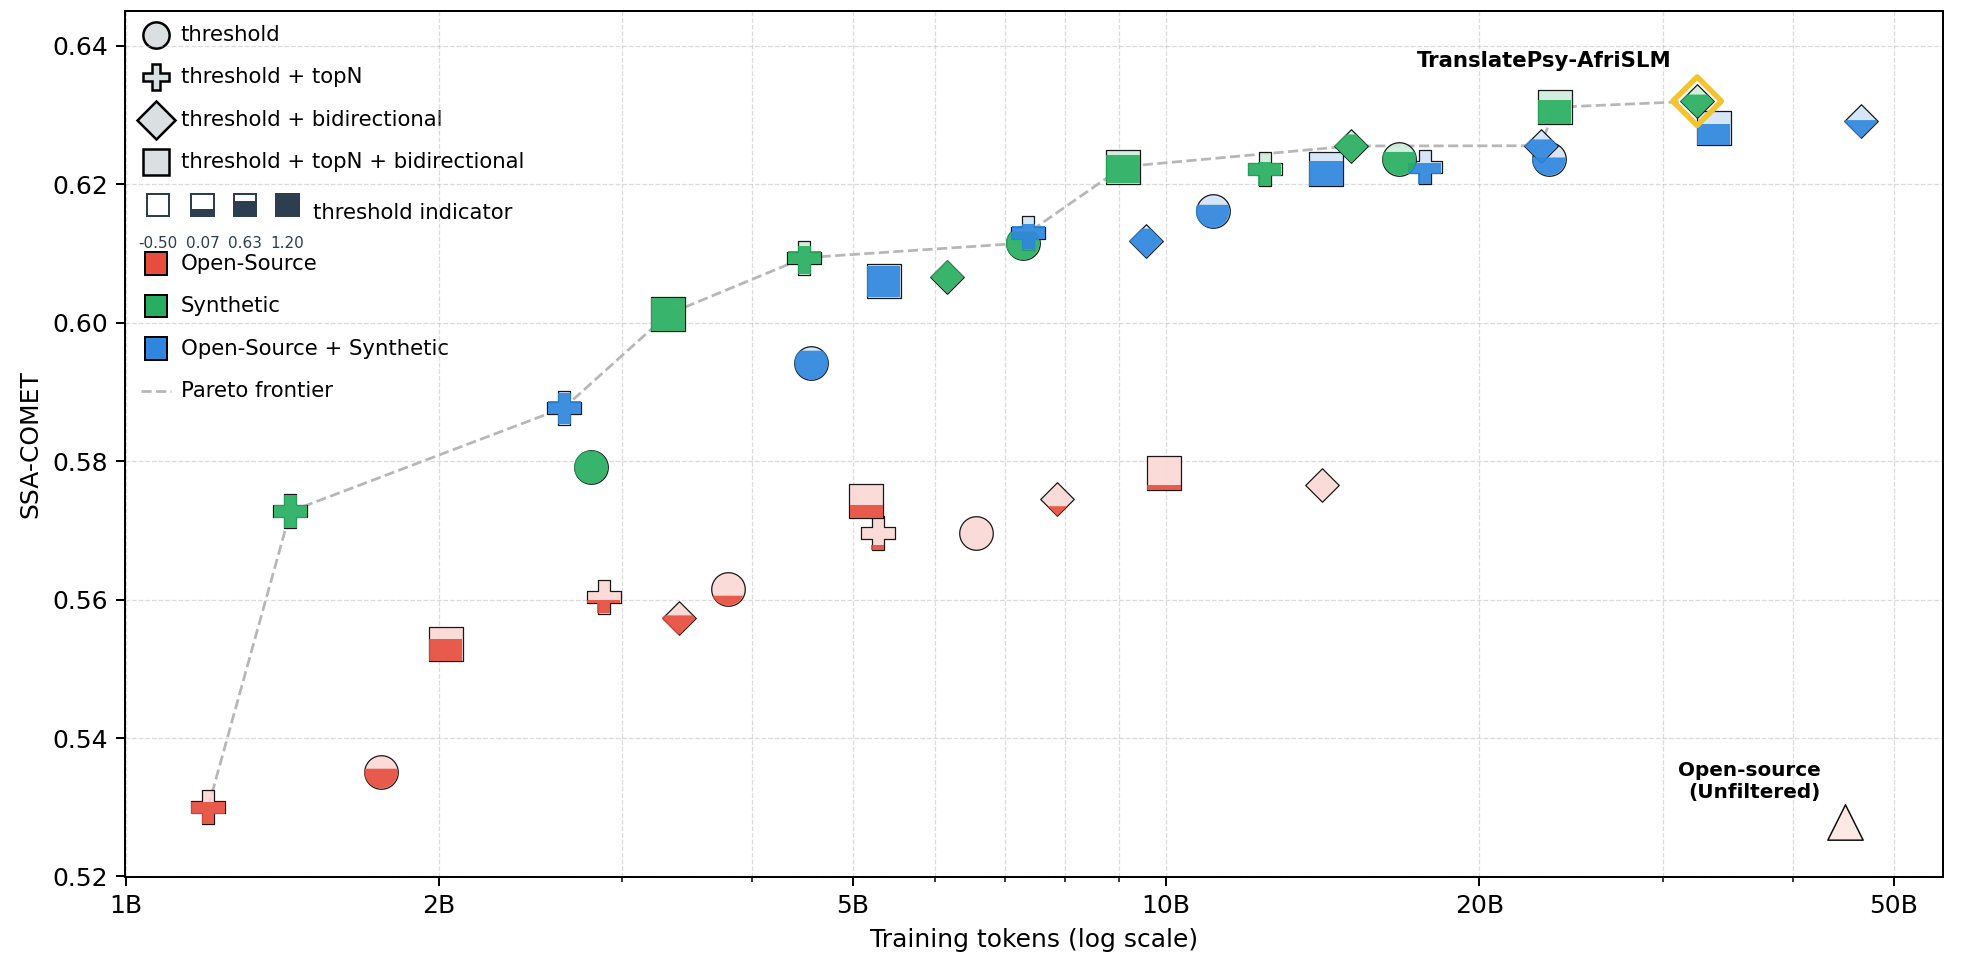 threshold
threshold + topN
threshold + bidirectional
threshold + topN + bidirectional
threshold indicator
-0.50 0.07 0.63 1.20
Open-Source
Synthetic
Open-Source + Synthetic
Pareto frontier
TranslatePsy-AfriSLM
Open-source
(Unfiltered)
SSA-COMET
0.64
0.62
0.60
0.58
0.56
0.54
0.52
1B 2B 5B 10B 20B 50B
Training tokens (log scale)